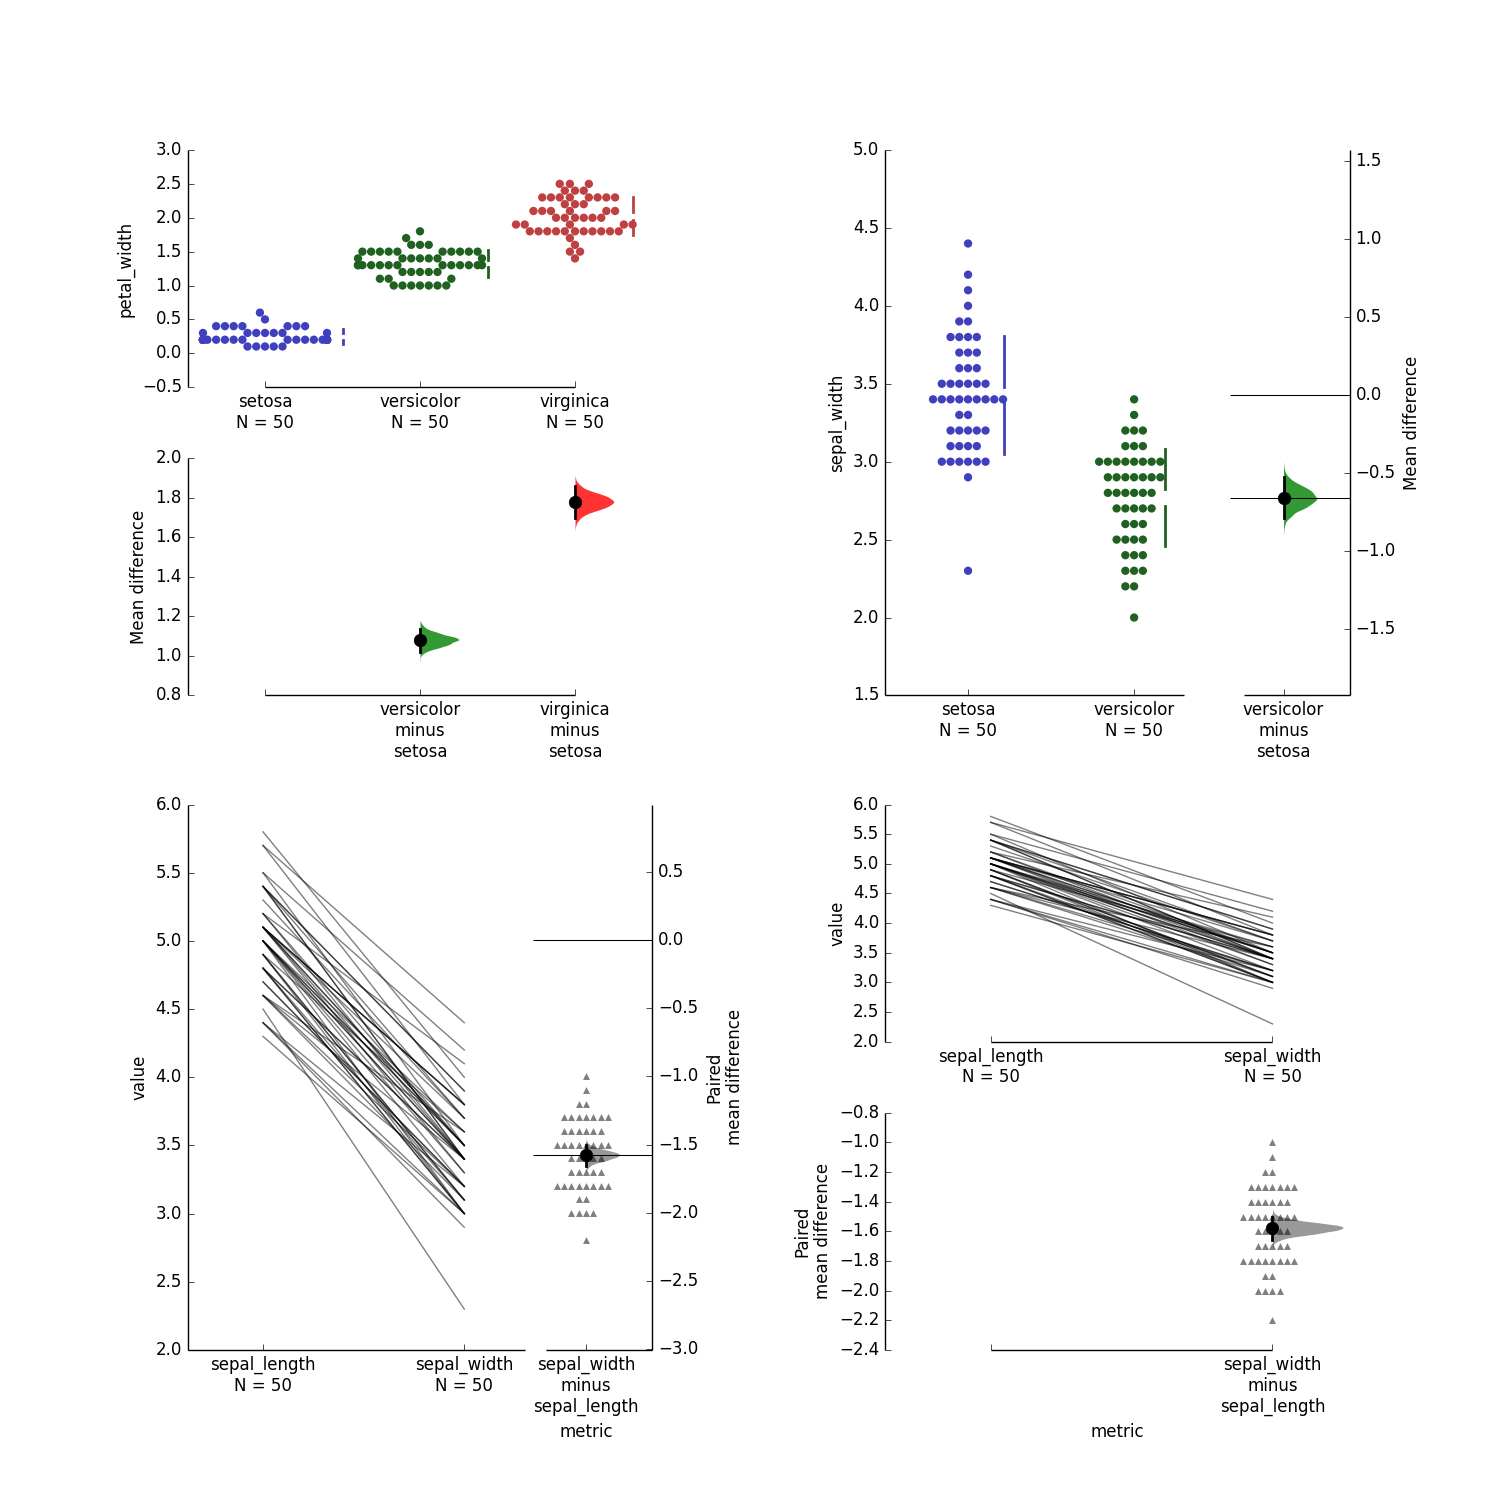 3.0
2.5
2.0
1.5
1.0
0.5
0.0
−0.5
petal_width
setosa
N = 50
versicolor
N = 50
virginica
N = 50
2.0
1.8
1.6
1.4
1.2
1.0
0.8
Mean difference
versicolor
minus
setosa
virginica
minus
setosa
5.0
4.5
4.0
3.5
3.0
2.5
2.0
1.5
sepal_width
setosa
N = 50
versicolor
N = 50
1.5
1.0
0.5
0.0
−0.5
−1.0
−1.5
Mean difference
versicolor
minus
setosa
6.0
5.5
5.0
4.5
4.0
3.5
3.0
2.5
2.0
value
sepal_length
N = 50
sepal_width
N = 50
0.5
0.0
−0.5
−1.0
−1.5
−2.0
−2.5
−3.0
Paired
mean difference
sepal_width
minus
sepal_length
metric
6.0
5.5
5.0
4.5
4.0
3.5
3.0
2.5
2.0
value
sepal_length
N = 50
sepal_width
N = 50
−0.8
−1.0
−1.2
−1.4
−1.6
−1.8
−2.0
−2.2
−2.4
Paired
mean difference
sepal_width
minus
sepal_length
metric